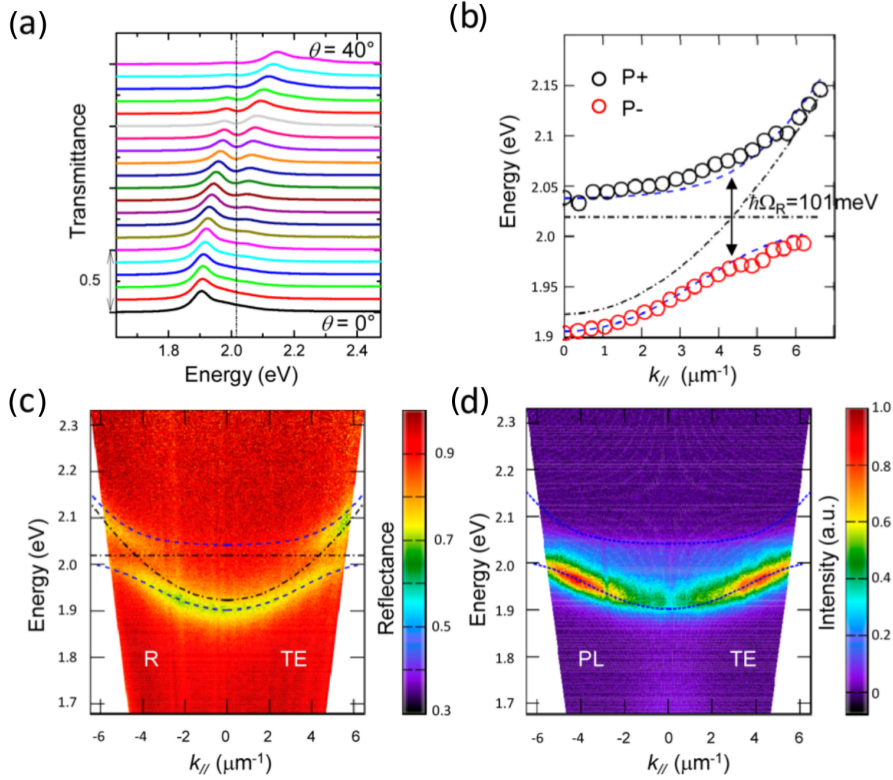 (a)
θ = 40°
Transmittance
0.5
θ = 0°
1.8 2.0 2.2 2.4
Energy (eV)
(b)
P+
P-
ħΩR=101meV
Energy (eV)
2.15
2.1
2.05
2.0
1.95
1.9
0 1 2 3 4 5 6
k// (μm-1)
(c)
Energy (eV)
2.3
2.2
2.1
2.0
1.9
1.8
1.7
R TE
-6 -4 -2 0 2 4 6
k// (μm-1)
Reflectance
0.9
0.7
0.5
0.3
(d)
Energy (eV)
2.3
2.2
2.1
2.0
1.9
1.8
1.7
PL TE
-6 -4 -2 0 2 4 6
k// (μm-1)
Intensity (a.u.)
1.0
0.8
0.6
0.4
0.2
0